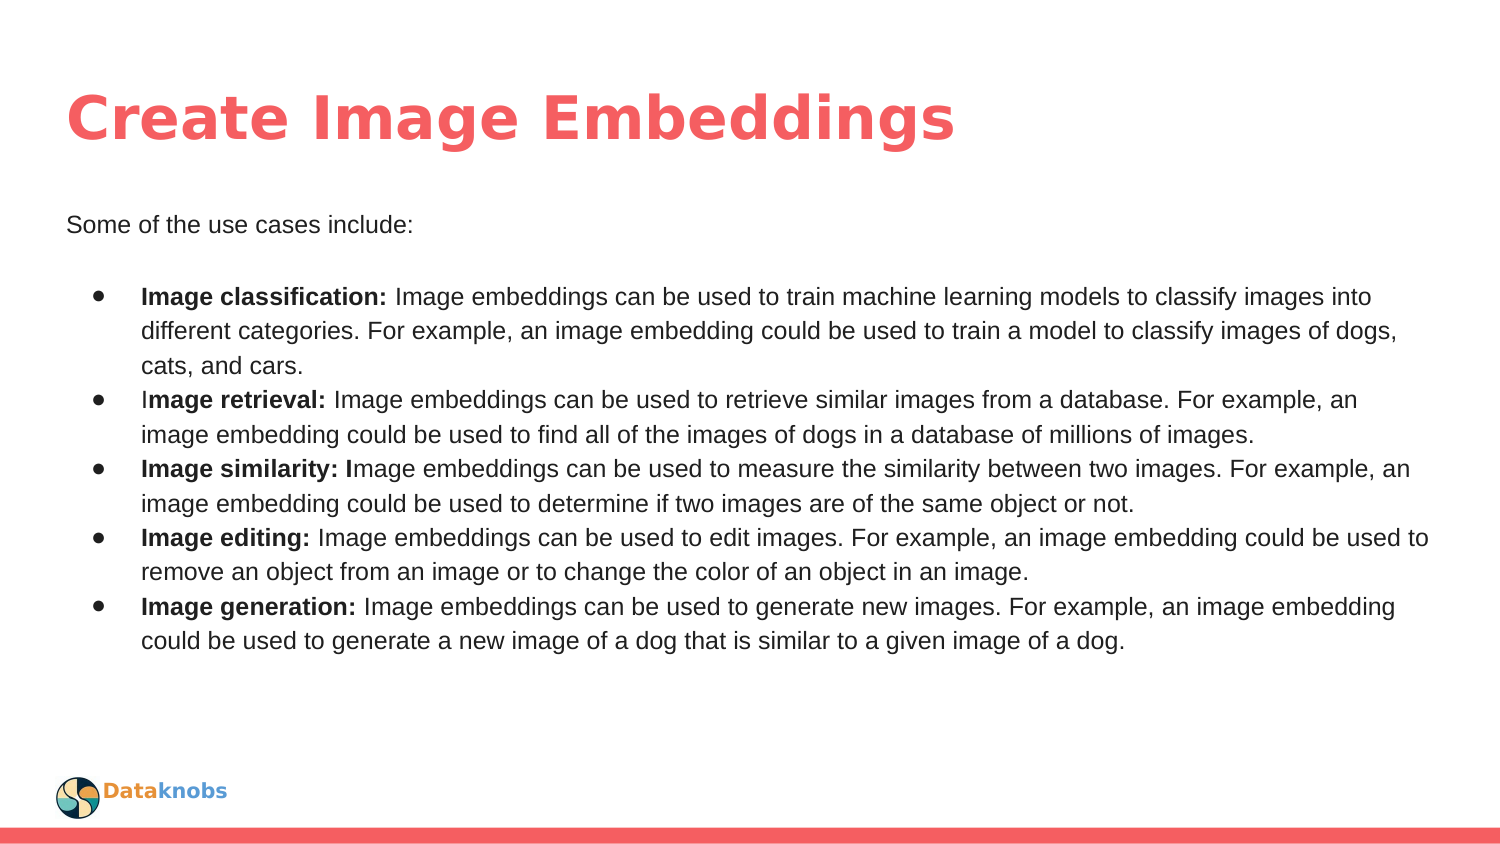 Create Image Embeddings
Some of the use cases include:
● Image classification: Image embeddings can be used to train machine learning models to classify images into
different categories. For example, an image embedding could be used to train a model to classify images of dogs,
cats, and cars.
● Image retrieval: Image embeddings can be used to retrieve similar images from a database. For example, an
image embedding could be used to find all of the images of dogs in a database of millions of images.
● Image similarity: Image embeddings can be used to measure the similarity between two images. For example, an
image embedding could be used to determine if two images are of the same object or not.
● Image editing: Image embeddings can be used to edit images. For example, an image embedding could be used to
remove an object from an image or to change the color of an object in an image.
● Image generation: Image embeddings can be used to generate new images. For example, an image embedding
could be used to generate a new image of a dog that is similar to a given image of a dog.
Dataknobs